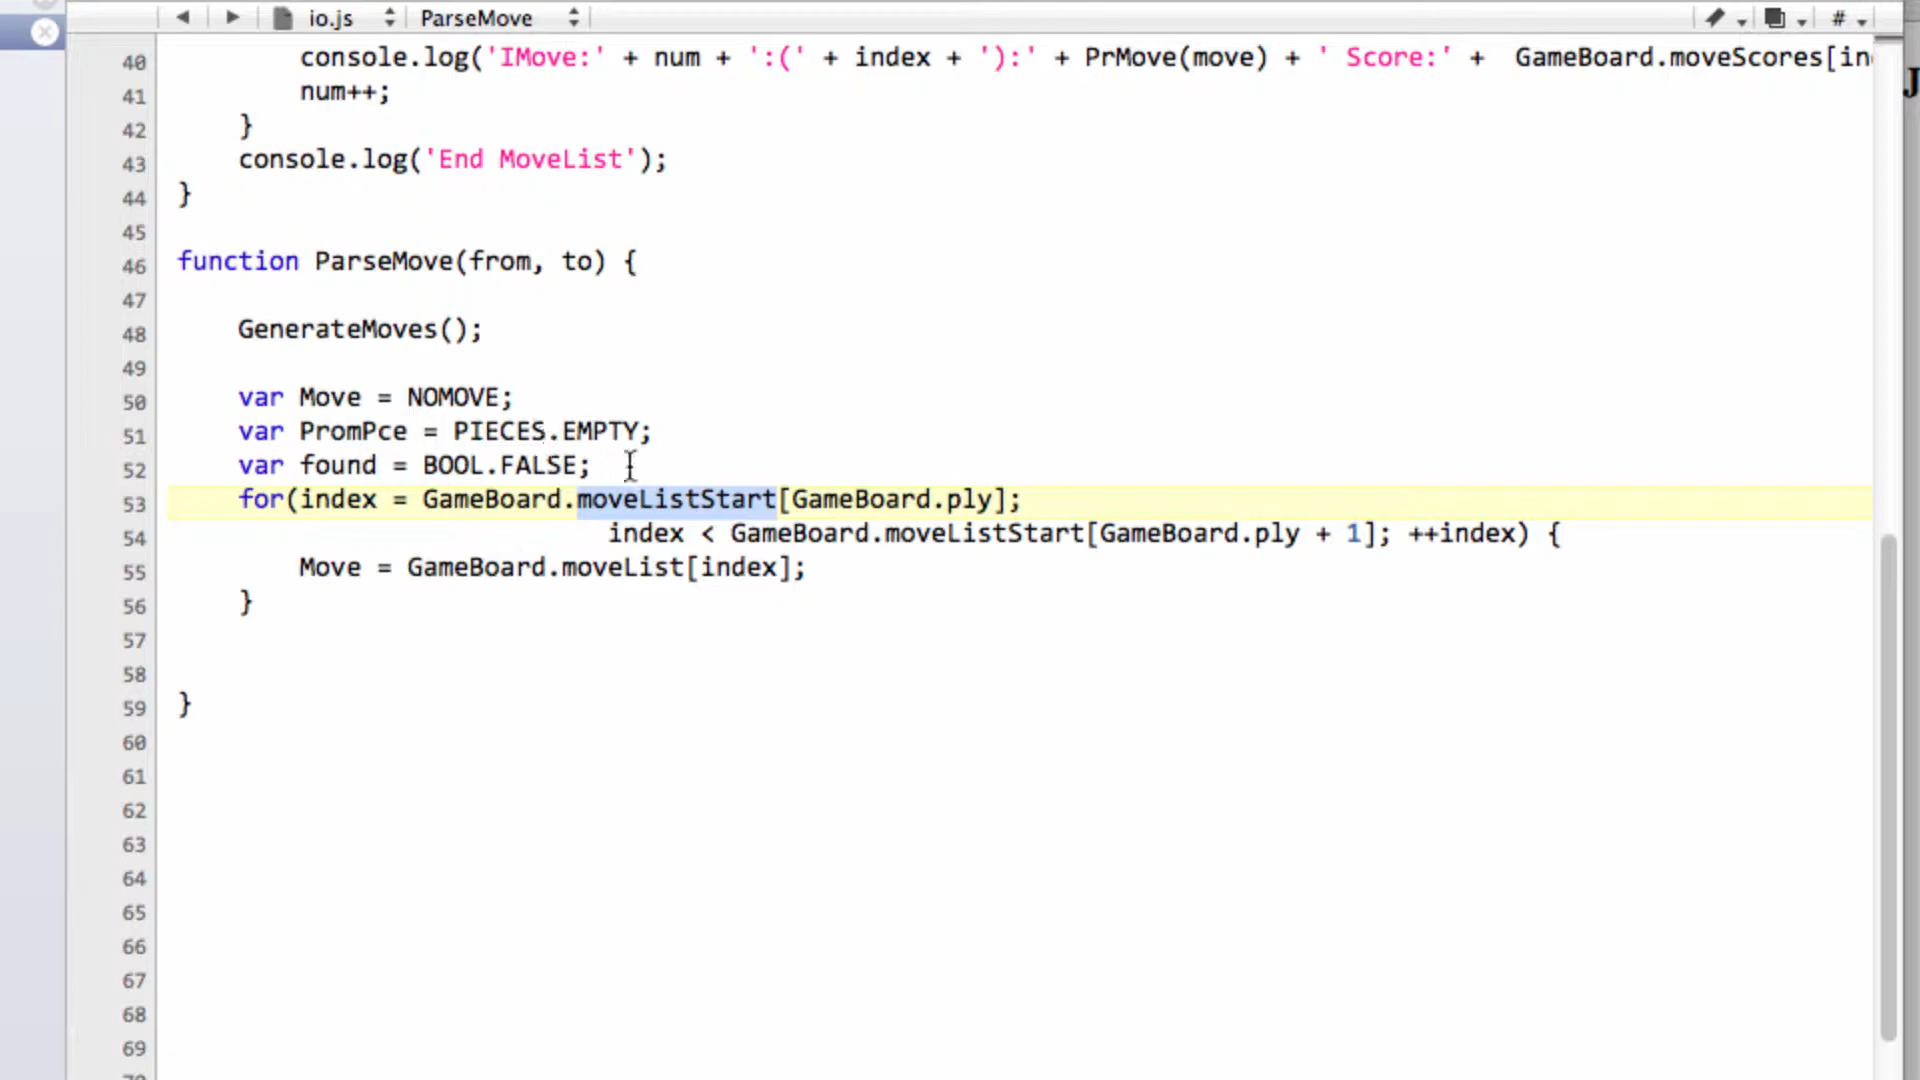 io.js ParseMove #
40 console.log('IMove:' + num + ':(' + index + '):' + PrMove(move) + ' Score:' +  GameBoard.moveScores[in
J
41 num++;
42 }
43 console.log('End MoveList');
44 }
45
46 function ParseMove(from, to) {
47
48 GenerateMoves();
49
50 var Move = NOMOVE;
51 var PromPce = PIECES.EMPTY;
52 var found = BOOL.FALSE;
53 for(index = GameBoard.moveListStart[GameBoard.ply];
54 index < GameBoard.moveListStart[GameBoard.ply + 1]; ++index) {
55 Move = GameBoard.moveList[index];
56 }
57
58
59 }
60
61
62
63
64
65
66
67
68
69